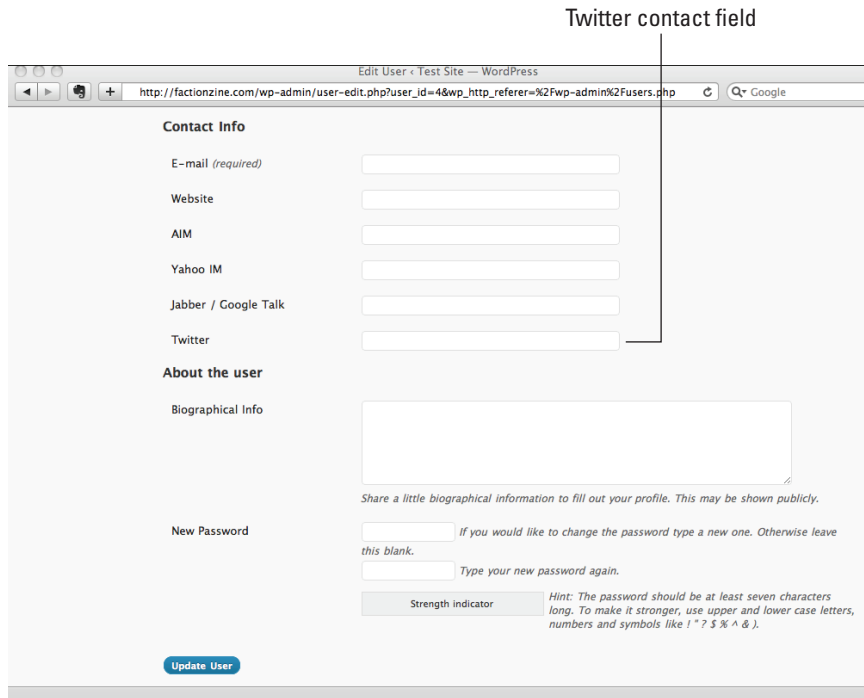 Twitter contact field
Edit User ‹ Test Site — WordPress
http://factionzine.com/wp-admin/user-edit.php?user_id=4&wp_http_referer=%2Fwp-admin%2Fusers.php
Google
Contact Info
E-mail (required)
Website
AIM
Yahoo IM
Jabber / Google Talk
Twitter
About the user
Biographical Info
Share a little biographical information to fill out your profile. This may be shown publicly.
New Password
If you would like to change the password type a new one. Otherwise leave
this blank.
Type your new password again.
Strength indicator
Hint: The password should be at least seven characters
long. To make it stronger, use upper and lower case letters,
numbers and symbols like ! " ? $ % ^ & ).
Update User